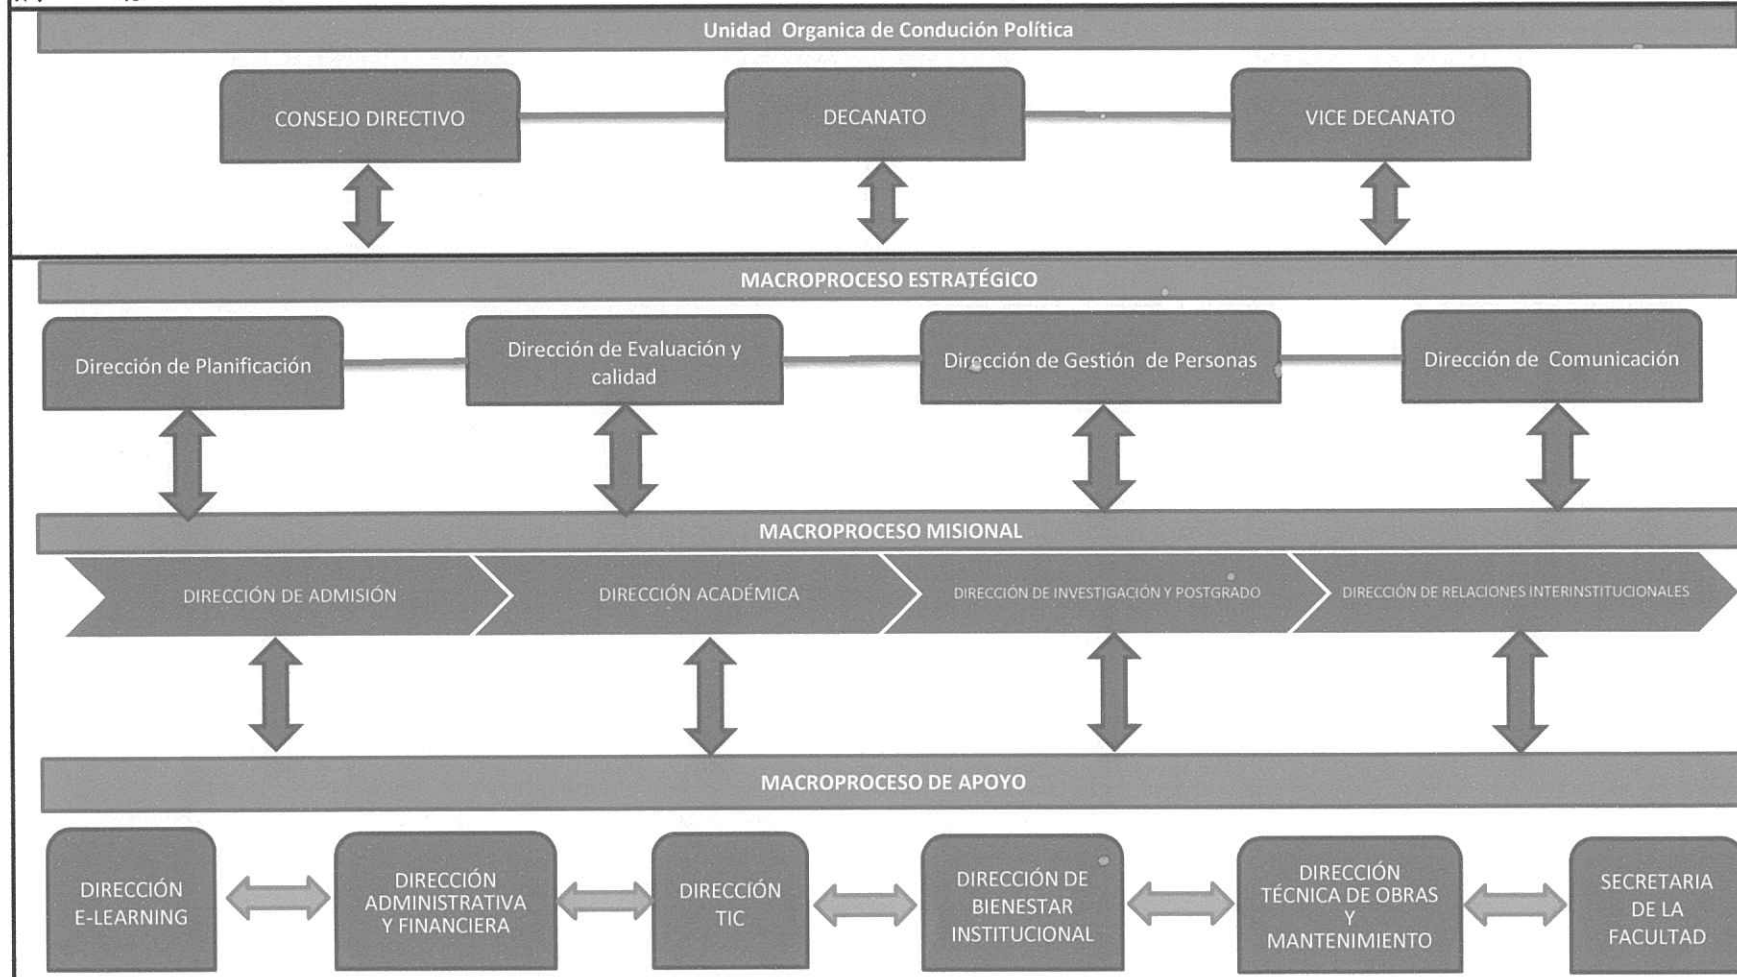 Unidad Organica de Condución Política
CONSEJO DIRECTIVO
DECANATO
VICE DECANATO
MACROPROCESO ESTRATÉGICO
Dirección de Planificación
Dirección de Evaluación y
calidad
Dirección de Gestión de Personas
Dirección de Comunicación
MACROPROCESO MISIONAL
DIRECCIÓN DE ADMISIÓN
DIRECCIÓN ACADÉMICA
DIRECCIÓN DE INVESTIGACIÓN Y POSTGRADO
DIRECCIÓN DE RELACIONES INTERINSTITUCIONALES
MACROPROCESO DE APOYO
DIRECCIÓN
E-LEARNING
DIRECCIÓN
ADMINISTRATIVA
Y FINANCIERA
DIRECCIÓN
TIC
DIRECCIÓN DE
BIENESTAR
INSTITUCIONAL
DIRECCIÓN
TÉCNICA DE OBRAS
Y
MANTENIMIENTO
SECRETARIA
DE LA
FACULTAD